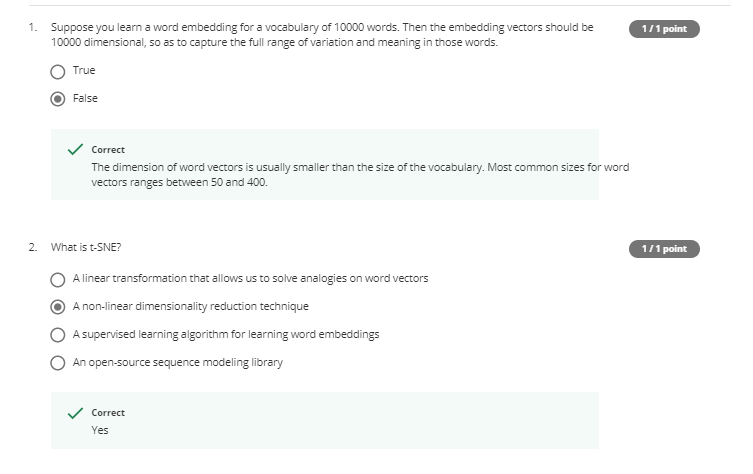 1. Suppose you learn a word embedding for a vocabulary of 10000 words. Then the embedding vectors should be
10000 dimensional, so as to capture the full range of variation and meaning in those words.
1 / 1 point
True
False
Correct
The dimension of word vectors is usually smaller than the size of the vocabulary. Most common sizes for word
vectors ranges between 50 and 400.
2. What is t-SNE?
1 / 1 point
A linear transformation that allows us to solve analogies on word vectors
A non-linear dimensionality reduction technique
A supervised learning algorithm for learning word embeddings
An open-source sequence modeling library
Correct
Yes